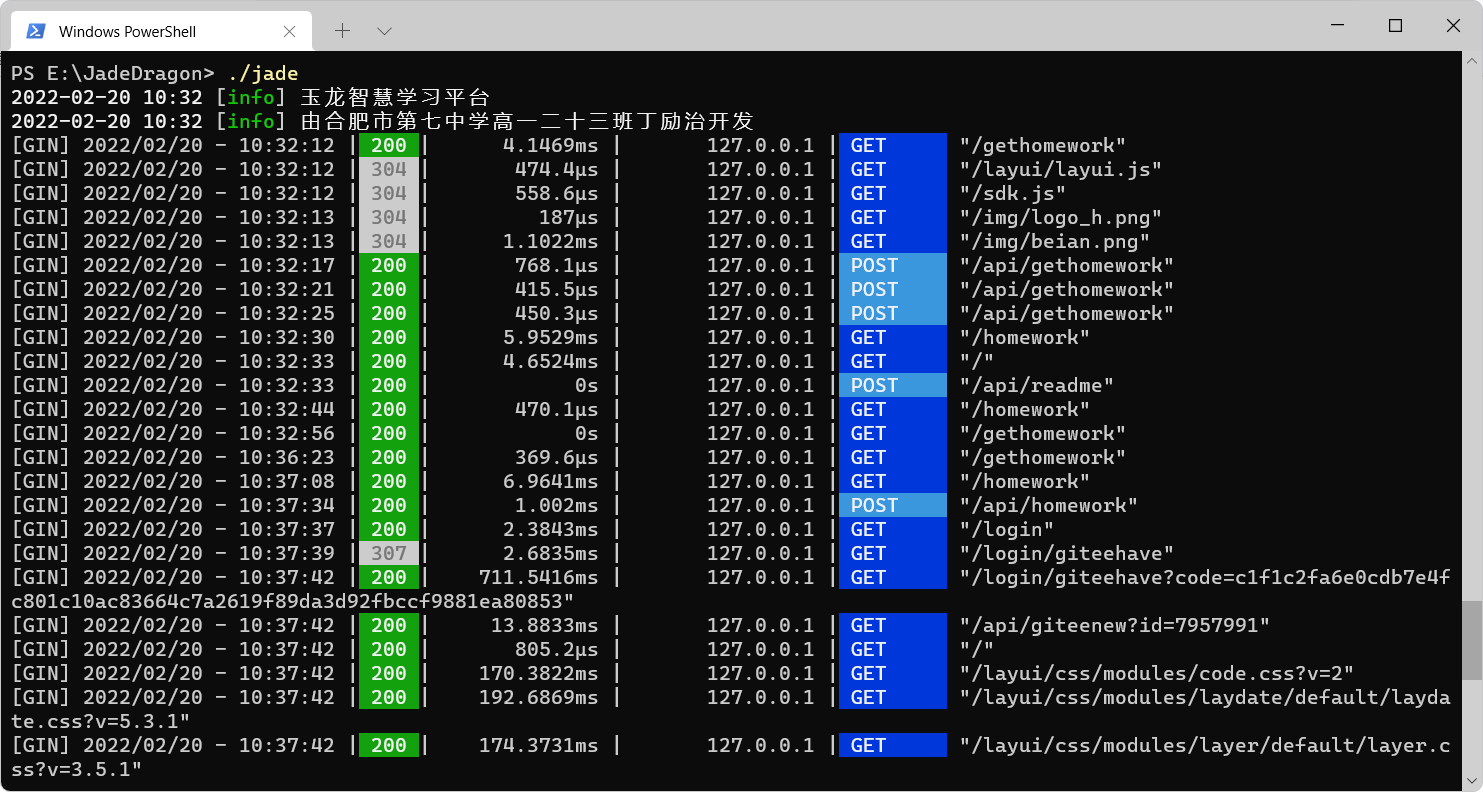 Windows PowerShell
PS E:\JadeDragon> ./jade
2022-02-20 10:32 [info] 玉龙智慧学习平台
2022-02-20 10:32 [info] 由合肥市第七中学高一二十三班丁励治开发
[GIN] 2022/02/20 - 10:32:12 | 200 | 4.1469ms | 127.0.0.1 | GET "/gethomework"
[GIN] 2022/02/20 - 10:32:12 | 304 | 474.4µs | 127.0.0.1 | GET "/layui/layui.js"
[GIN] 2022/02/20 - 10:32:12 | 304 | 558.6µs | 127.0.0.1 | GET "/sdk.js"
[GIN] 2022/02/20 - 10:32:13 | 304 | 187µs | 127.0.0.1 | GET "/img/logo_h.png"
[GIN] 2022/02/20 - 10:32:13 | 304 | 1.1022ms | 127.0.0.1 | GET "/img/beian.png"
[GIN] 2022/02/20 - 10:32:17 | 200 | 768.1µs | 127.0.0.1 | POST "/api/gethomework"
[GIN] 2022/02/20 - 10:32:21 | 200 | 415.5µs | 127.0.0.1 | POST "/api/gethomework"
[GIN] 2022/02/20 - 10:32:25 | 200 | 450.3µs | 127.0.0.1 | POST "/api/gethomework"
[GIN] 2022/02/20 - 10:32:30 | 200 | 5.9529ms | 127.0.0.1 | GET "/homework"
[GIN] 2022/02/20 - 10:32:33 | 200 | 4.6524ms | 127.0.0.1 | GET "/"
[GIN] 2022/02/20 - 10:32:33 | 200 | 0s | 127.0.0.1 | POST "/api/readme"
[GIN] 2022/02/20 - 10:32:44 | 200 | 470.1µs | 127.0.0.1 | GET "/homework"
[GIN] 2022/02/20 - 10:32:56 | 200 | 0s | 127.0.0.1 | GET "/gethomework"
[GIN] 2022/02/20 - 10:36:23 | 200 | 369.6µs | 127.0.0.1 | GET "/gethomework"
[GIN] 2022/02/20 - 10:37:08 | 200 | 6.9641ms | 127.0.0.1 | GET "/homework"
[GIN] 2022/02/20 - 10:37:34 | 200 | 1.002ms | 127.0.0.1 | POST "/api/homework"
[GIN] 2022/02/20 - 10:37:37 | 200 | 2.3843ms | 127.0.0.1 | GET "/login"
[GIN] 2022/02/20 - 10:37:39 | 307 | 2.6835ms | 127.0.0.1 | GET "/login/giteehave"
[GIN] 2022/02/20 - 10:37:42 | 200 | 711.5416ms | 127.0.0.1 | GET "/login/giteehave?code=c1f1c2fa6e0cdb7e4f
c801c10ac83664c7a2619f89da3d92fbccf9881ea80853"
[GIN] 2022/02/20 - 10:37:42 | 200 | 13.8833ms | 127.0.0.1 | GET "/api/giteenew?id=7957991"
[GIN] 2022/02/20 - 10:37:42 | 200 | 805.2µs | 127.0.0.1 | GET "/"
[GIN] 2022/02/20 - 10:37:42 | 200 | 170.3822ms | 127.0.0.1 | GET "/layui/css/modules/code.css?v=2"
[GIN] 2022/02/20 - 10:37:42 | 200 | 192.6869ms | 127.0.0.1 | GET "/layui/css/modules/laydate/default/layda
te.css?v=5.3.1"
[GIN] 2022/02/20 - 10:37:42 | 200 | 174.3731ms | 127.0.0.1 | GET "/layui/css/modules/layer/default/layer.c
ss?v=3.5.1"